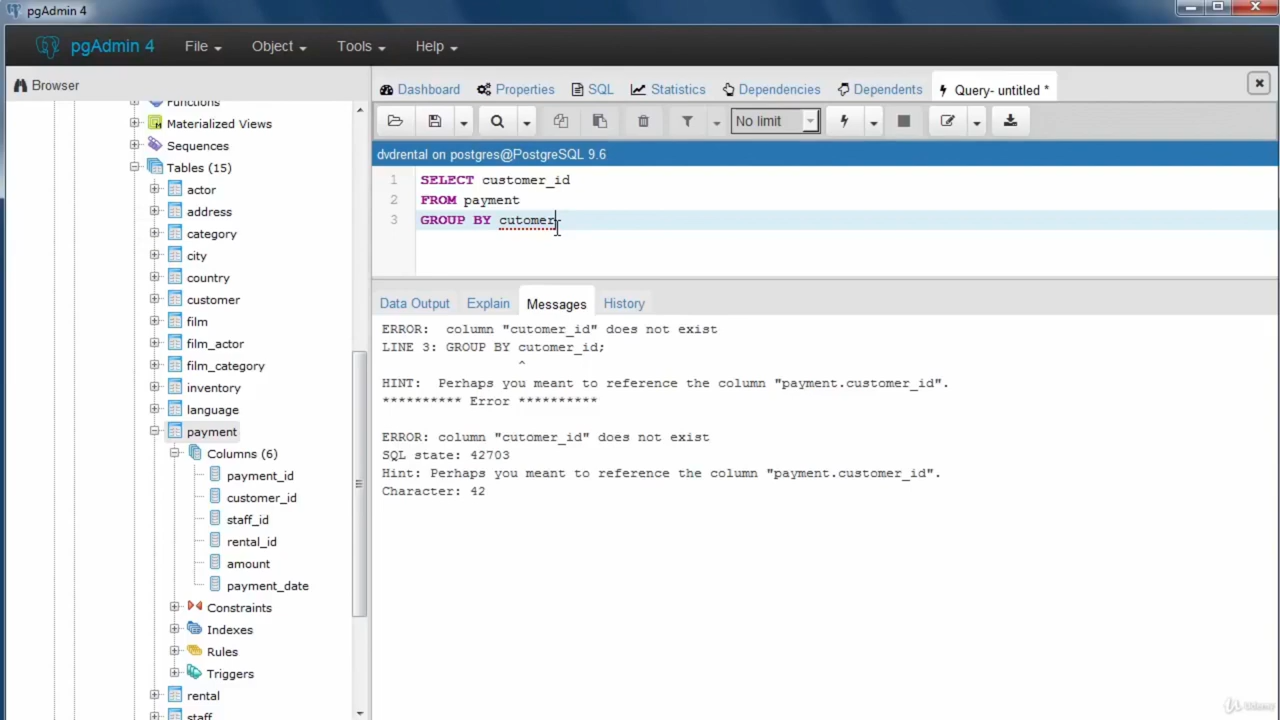 pgAdmin 4
pgAdmin 4 File Object Tools Help
Browser
Functions
Materialized Views
Sequences
Tables (15)
actor
address
category
city
country
customer
film
film_actor
film_category
inventory
language
payment
Columns (6)
payment_id
customer_id
staff_id
rental_id
amount
payment_date
Constraints
Indexes
Rules
Triggers
rental
staff
Dashboard Properties SQL Statistics Dependencies Dependents Query- untitled *
No limit
dvdrental on postgres@PostgreSQL 9.6
1 SELECT customer_id
2 FROM payment
3 GROUP BY cutomer
Data Output Explain Messages History
ERROR:  column "cutomer_id" does not exist
LINE 3: GROUP BY cutomer_id;
^
HINT:  Perhaps you meant to reference the column "payment.customer_id".
********** Error **********
ERROR: column "cutomer_id" does not exist
SQL state: 42703
Hint: Perhaps you meant to reference the column "payment.customer_id".
Character: 42
Udemy